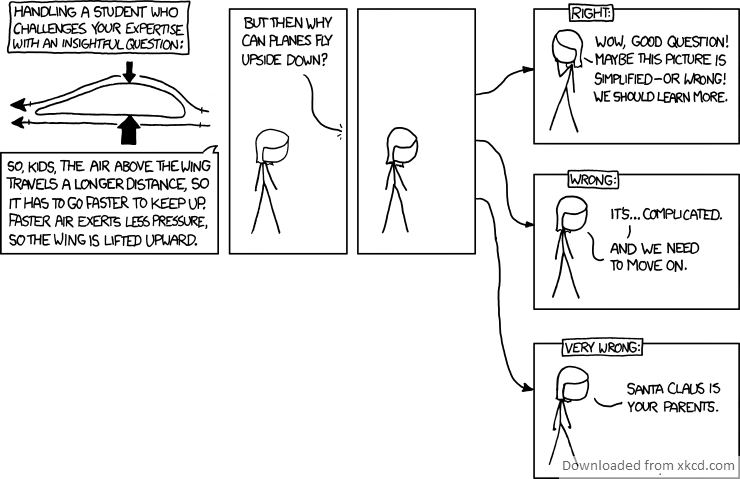 HANDLING A STUDENT WHO
CHALLENGES YOUR EXPERTISE
WITH AN INSIGHTFUL QUESTION:
SO, KIDS, THE AIR ABOVE THE WING
TRAVELS A LONGER DISTANCE, SO
IT HAS TO GO FASTER TO KEEP UP.
FASTER AIR EXERTS LESS PRESSURE,
SO THE WING IS LIFTED UPWARD.
BUT THEN WHY
CAN PLANES FLY
UPSIDE DOWN?
RIGHT:
WOW, GOOD QUESTION!
MAYBE THIS PICTURE IS
SIMPLIFIED—OR WRONG!
WE SHOULD LEARN MORE.
WRONG:
IT'S... COMPLICATED.
AND WE NEED
TO MOVE ON.
VERY WRONG:
SANTA CLAUS IS
YOUR PARENTS.
Downloaded from xkcd.com